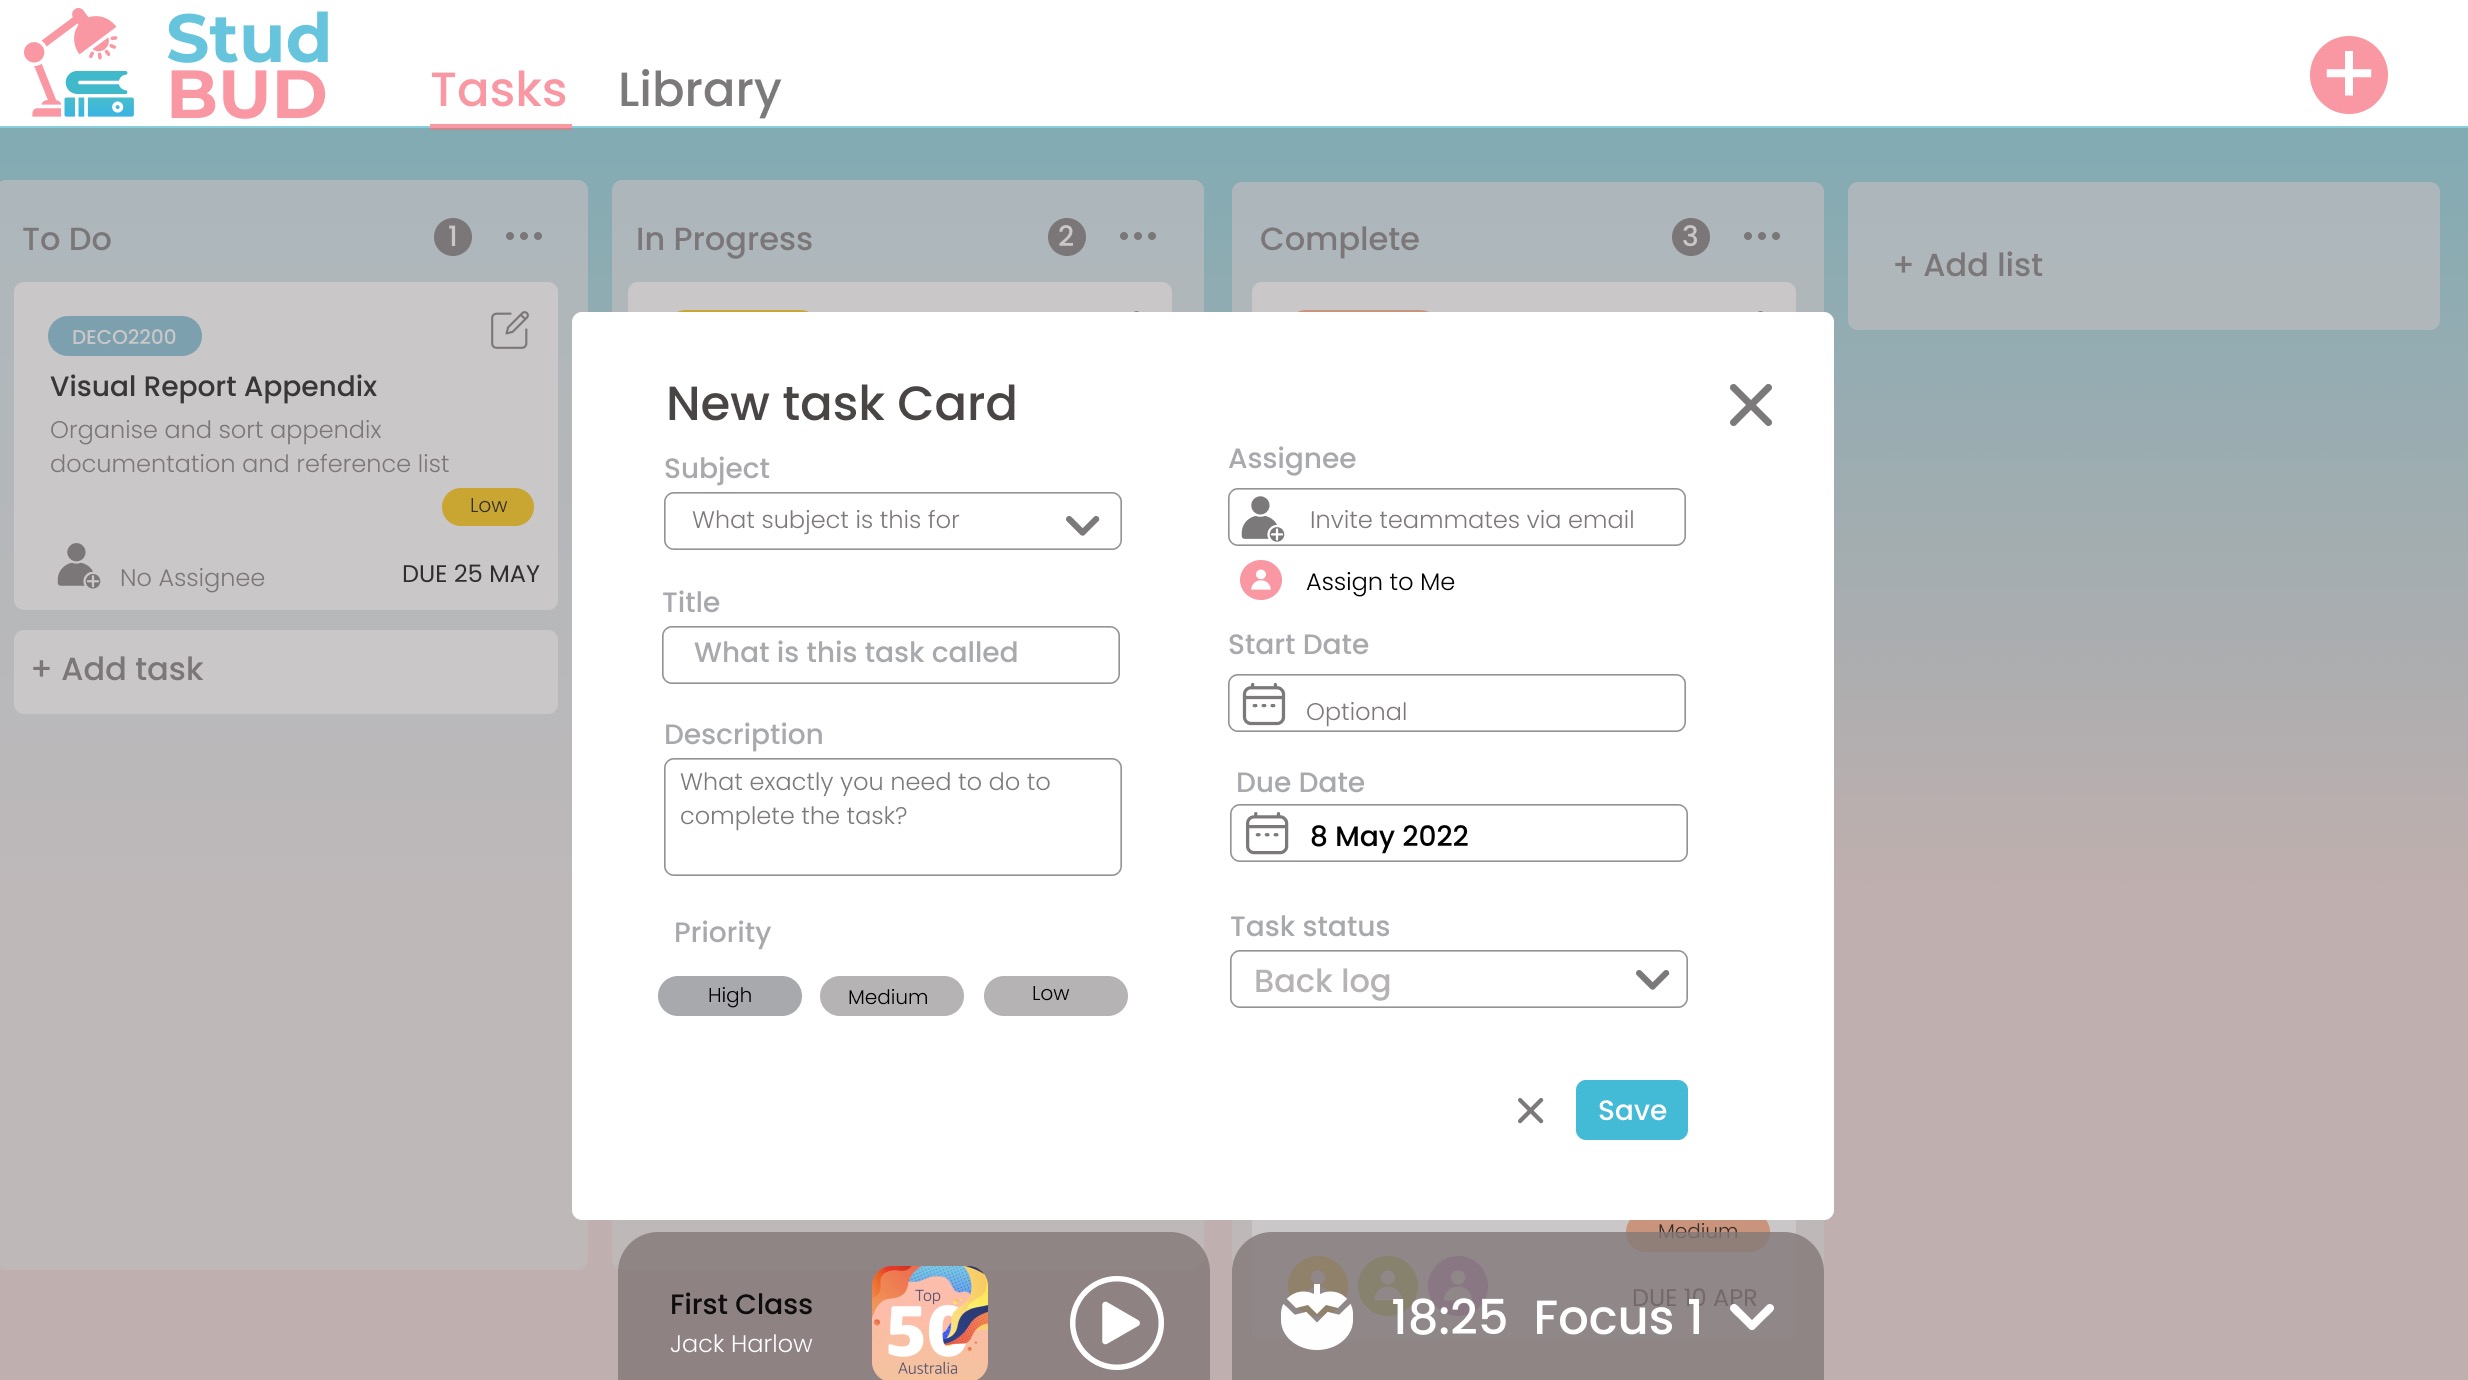 Stud
BUD
Tasks
Library
To Do
1
In Progress
2
Complete
3
+ Add list
DECO2200
Visual Report Appendix
Organise and sort appendix
documentation and reference list
Low
No Assignee
DUE 25 MAY
+ Add task
New task Card
Subject
What subject is this for
Title
What is this task called
Description
What exactly you need to do to
complete the task?
Priority
High
Medium
Low
Assignee
Invite teammates via email
Assign to Me
Start Date
Optional
Due Date
8 May 2022
Task status
Back log
Save
Medium
DUE 10 APR
First Class
Jack Harlow
Top
50
Australia
18:25 Focus 1